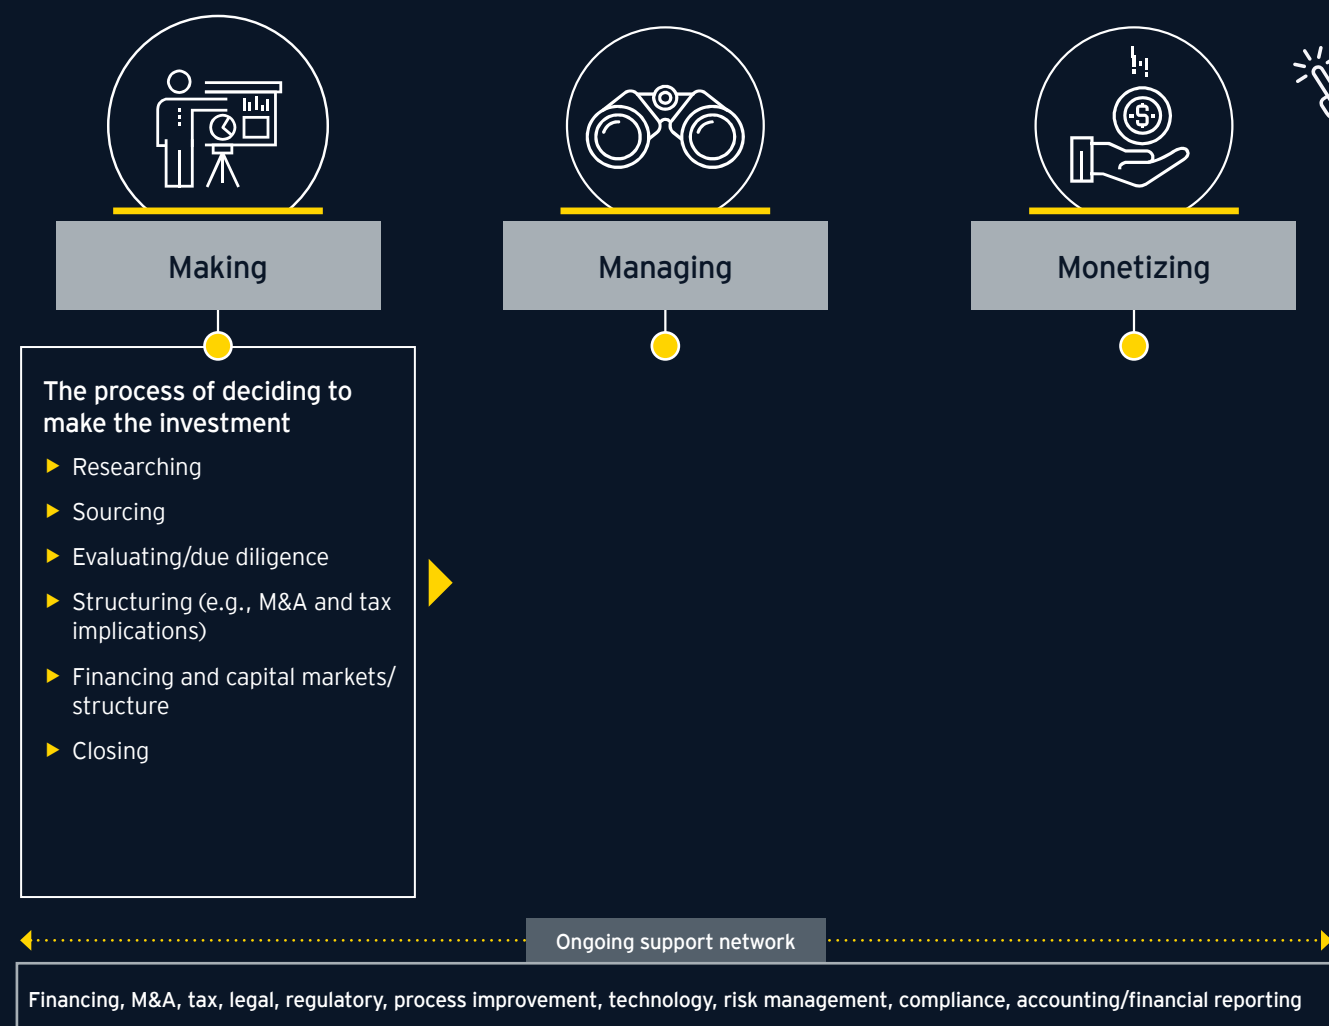 Making
Managing
Monetizing
The process of deciding to
make the investment
Researching
Sourcing
Evaluating/due diligence
Structuring (e.g., M&A and tax
implications)
Financing and capital markets/
structure
Closing
Ongoing support network
Financing, M&A, tax, legal, regulatory, process improvement, technology, risk management, compliance, accounting/financial reporting